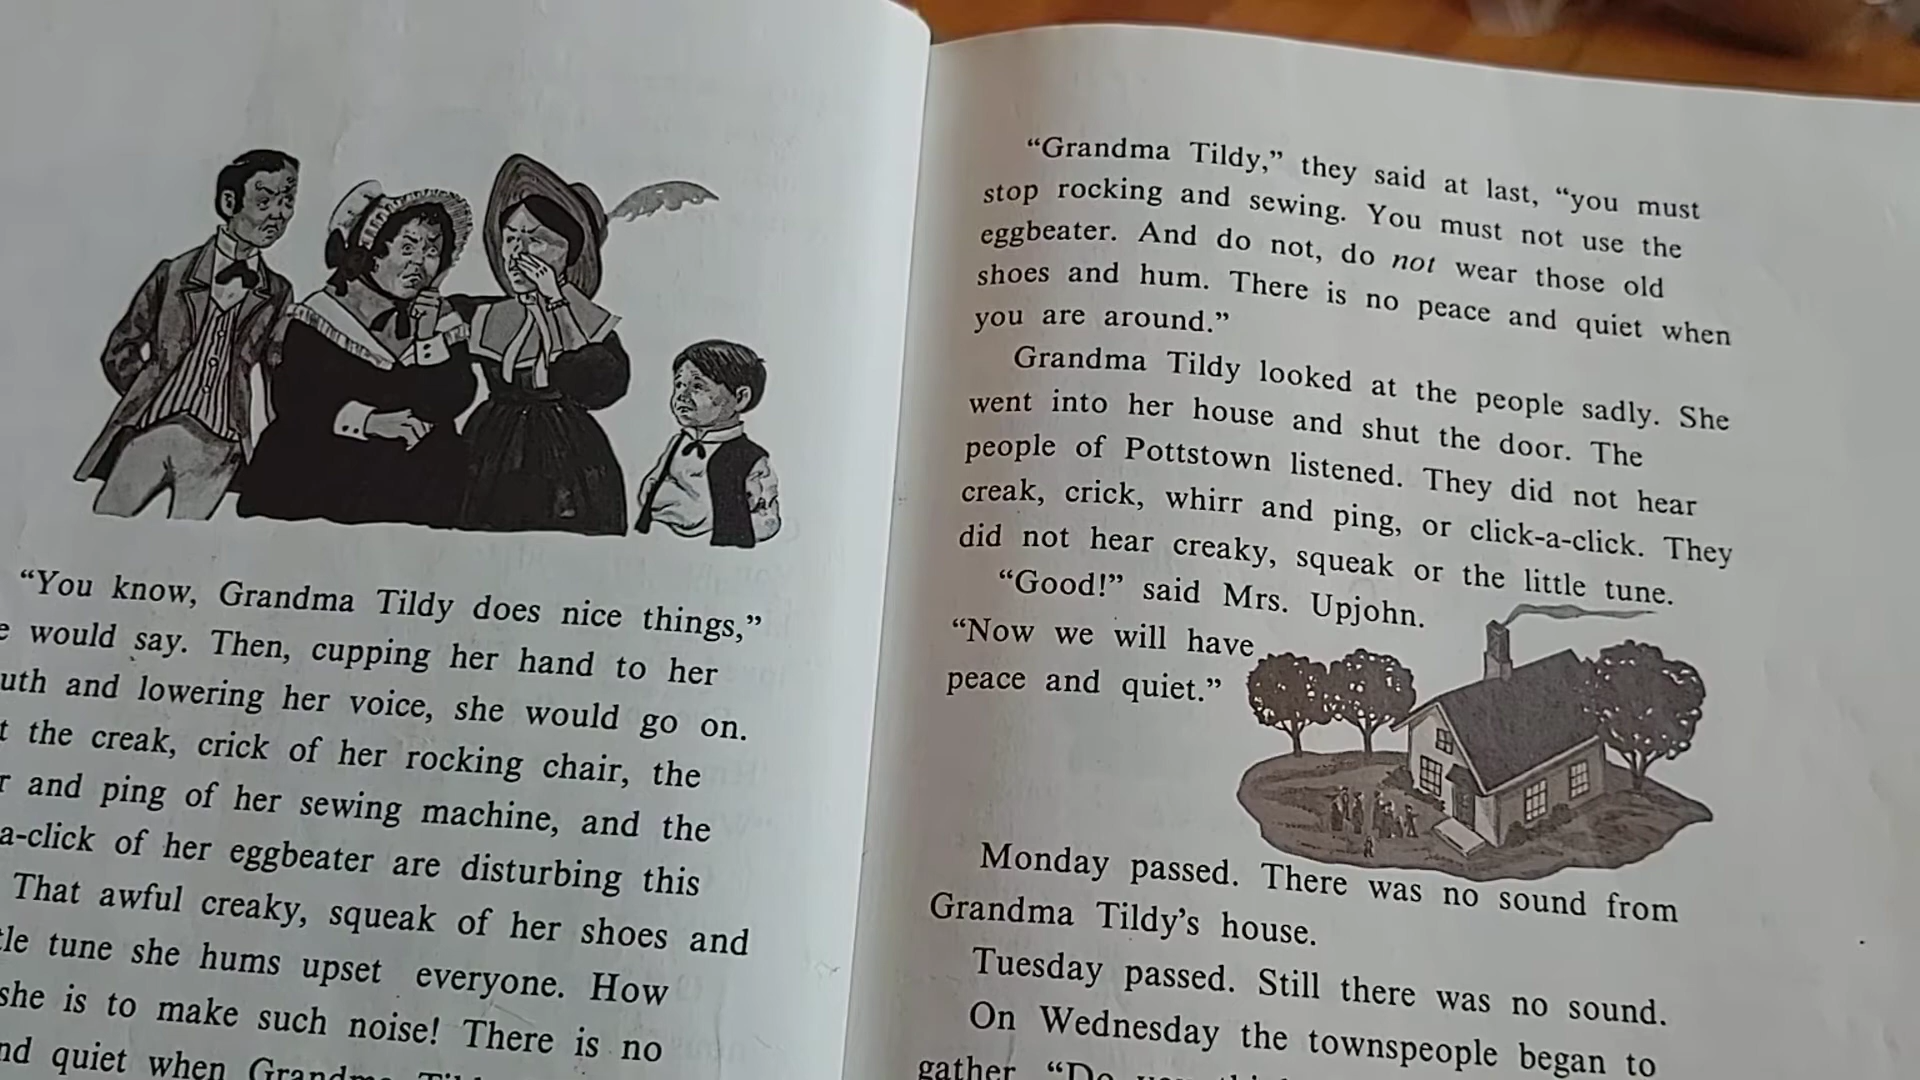 “You know, Grandma Tildy does nice things,”
would say. Then, cupping her hand to her
and lowering her voice, she would go on.
the creak, crick of her rocking chair, the
and ping of her sewing machine, and the
a-click of her eggbeater are disturbing this
That awful creaky, squeak of her shoes and
tune she hums upset everyone. How
she is to make such noise! There is no
quiet when
“Grandma Tildy,” they said at last, “you must
stop rocking and sewing. You must not use the
eggbeater. And do not, do not wear those old
shoes and hum. There is no peace and quiet when
you are around.”
Grandma Tildy looked at the people sadly. She
went into her house and shut the door. The
people of Pottstown listened. They did not hear
creak, crick, whirr and ping, or click-a-click. They
did not hear creaky, squeak or the little tune.
“Good!” said Mrs. Upjohn.
“Now we will have
peace and quiet.”
Monday passed. There was no sound from
Grandma Tildy’s house.
Tuesday passed. Still there was no sound.
On Wednesday the townspeople began to
gather